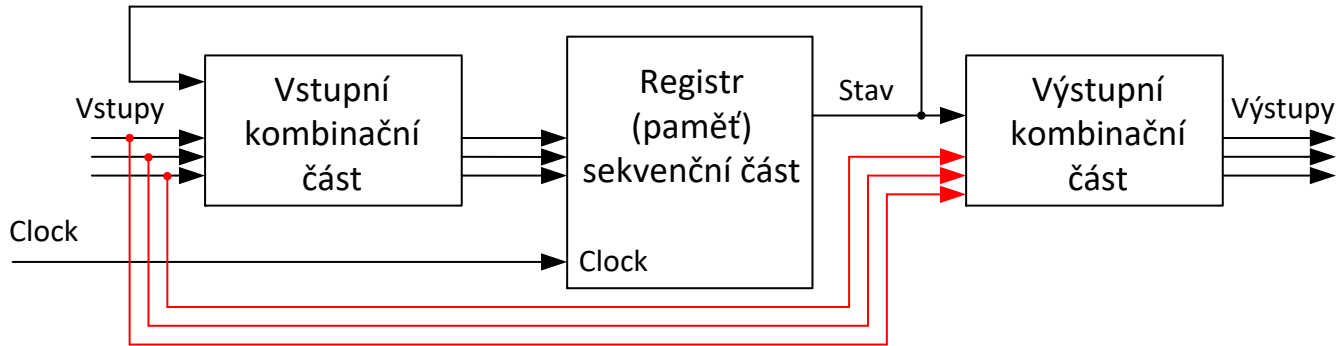 Vstupy
Clock
Vstupní
kombinační
část
Registr
(paměť)
sekvenční část
Clock
Stav
Výstupní
kombinační
část
Výstupy